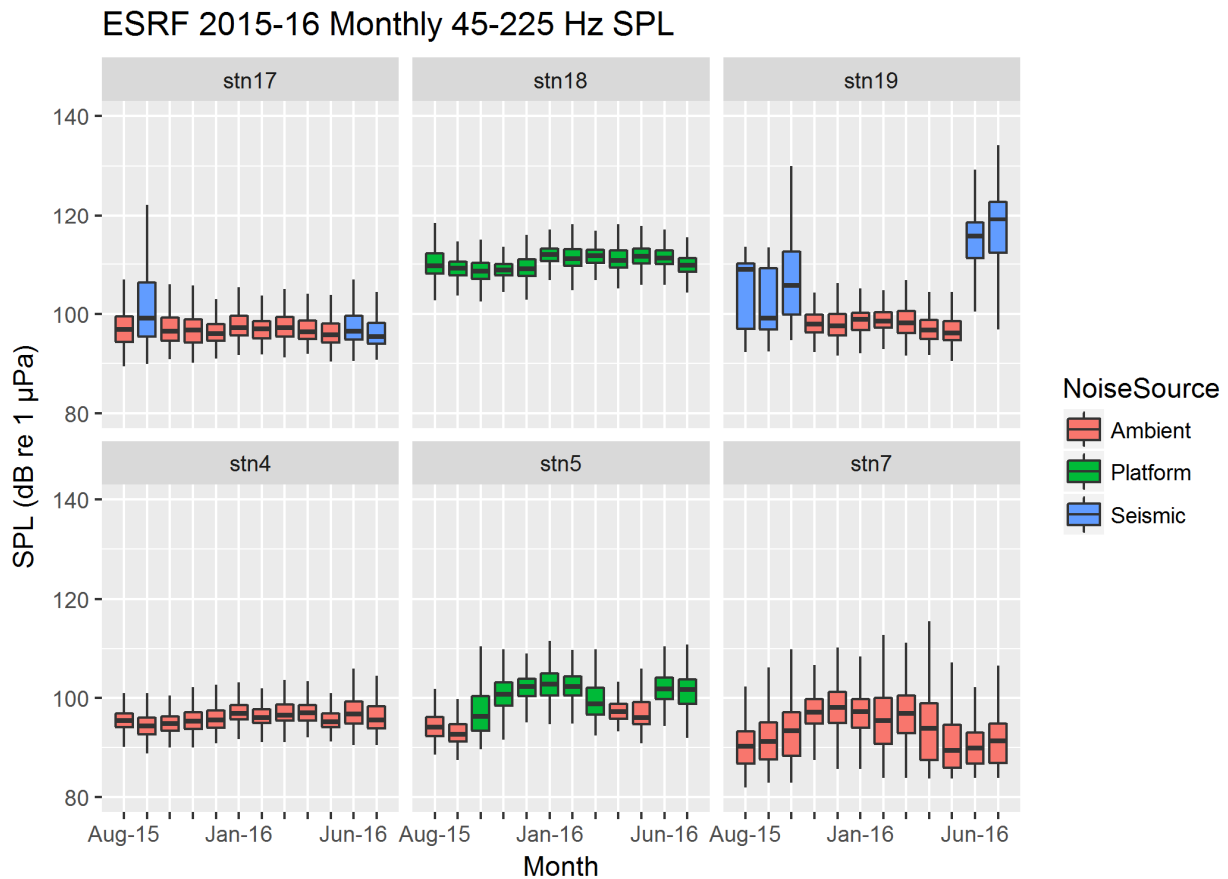 ESRF 2015-16 Monthly 45-225 Hz SPL
stn17 stn18 stn19
140
120
100
80
stn4 stn5 stn7
140
120
100
80
Aug-15 Jan-16 Jun-16 Aug-15 Jan-16 Jun-16 Aug-15 Jan-16 Jun-16
Month
SPL (dB re 1 µPa)
NoiseSource
Ambient
Platform
Seismic